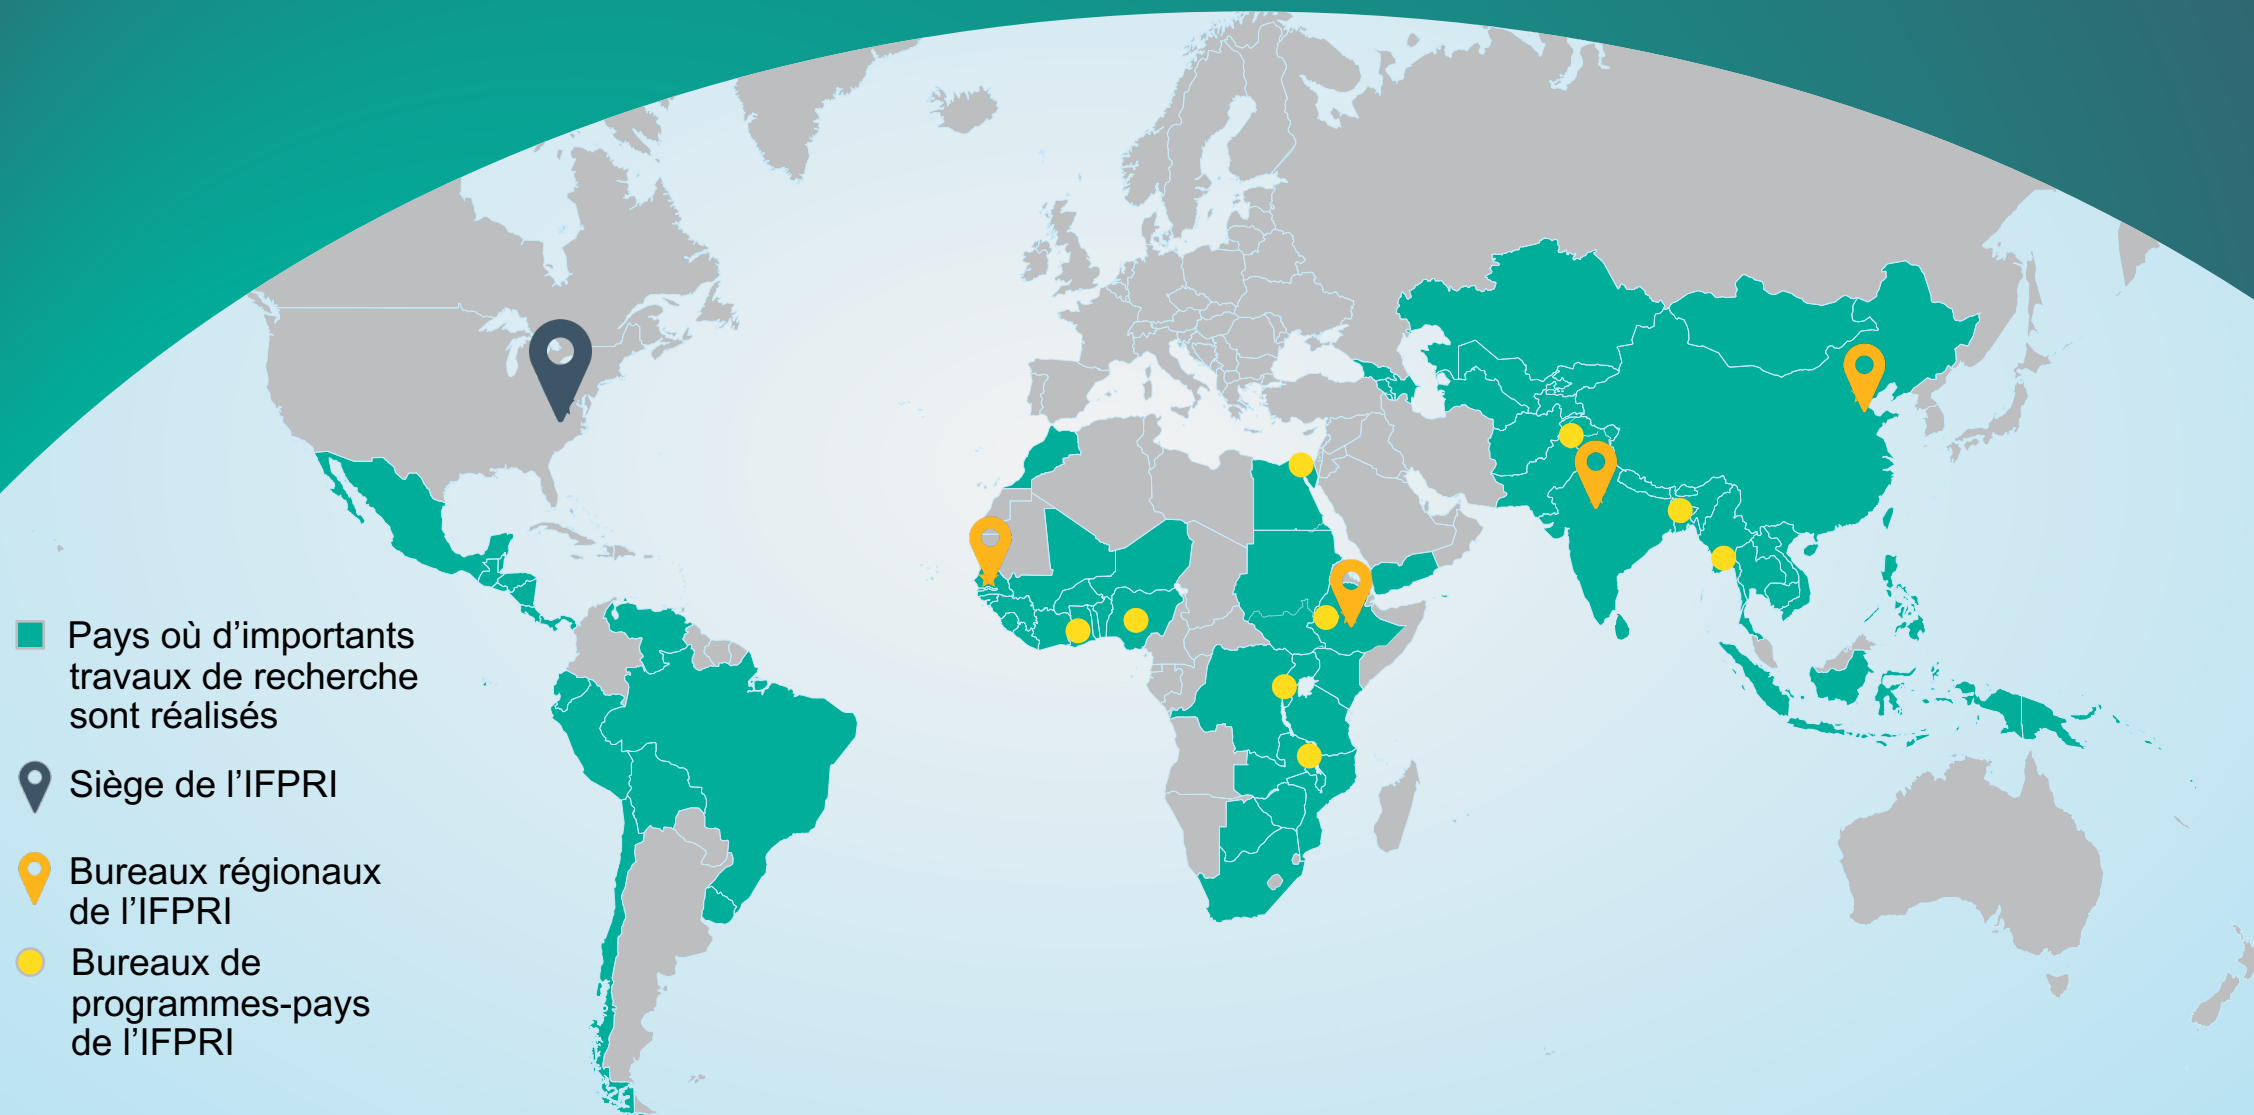 Pays où d’importants
travaux de recherche
sont réalisés
Siège de l’IFPRI
Bureaux régionaux
de l’IFPRI
Bureaux de
programmes-pays
de l’IFPRI